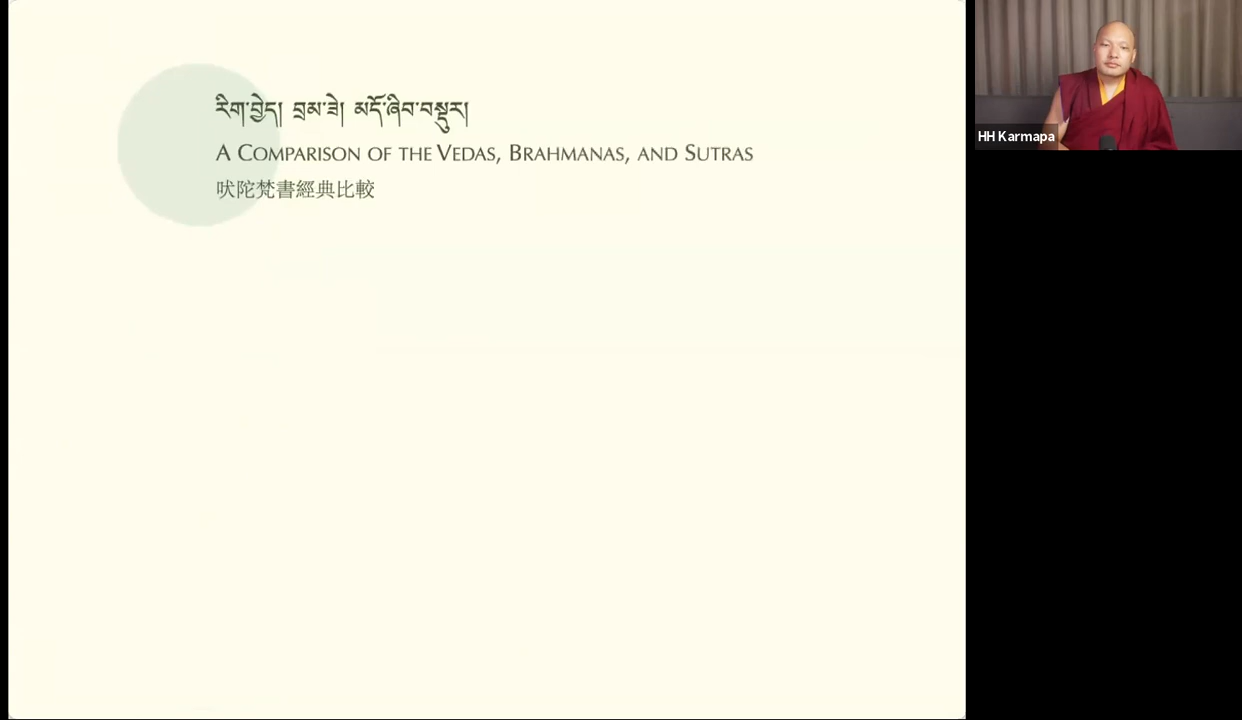 རིག་བྱེད། བྲམ་ཟེ། མདོ་ཞིབ་བསྡུར།
A Comparison of the Vedas, Brahmanas, and Sutras
吠陀梵書經典比較
HH Karmapa